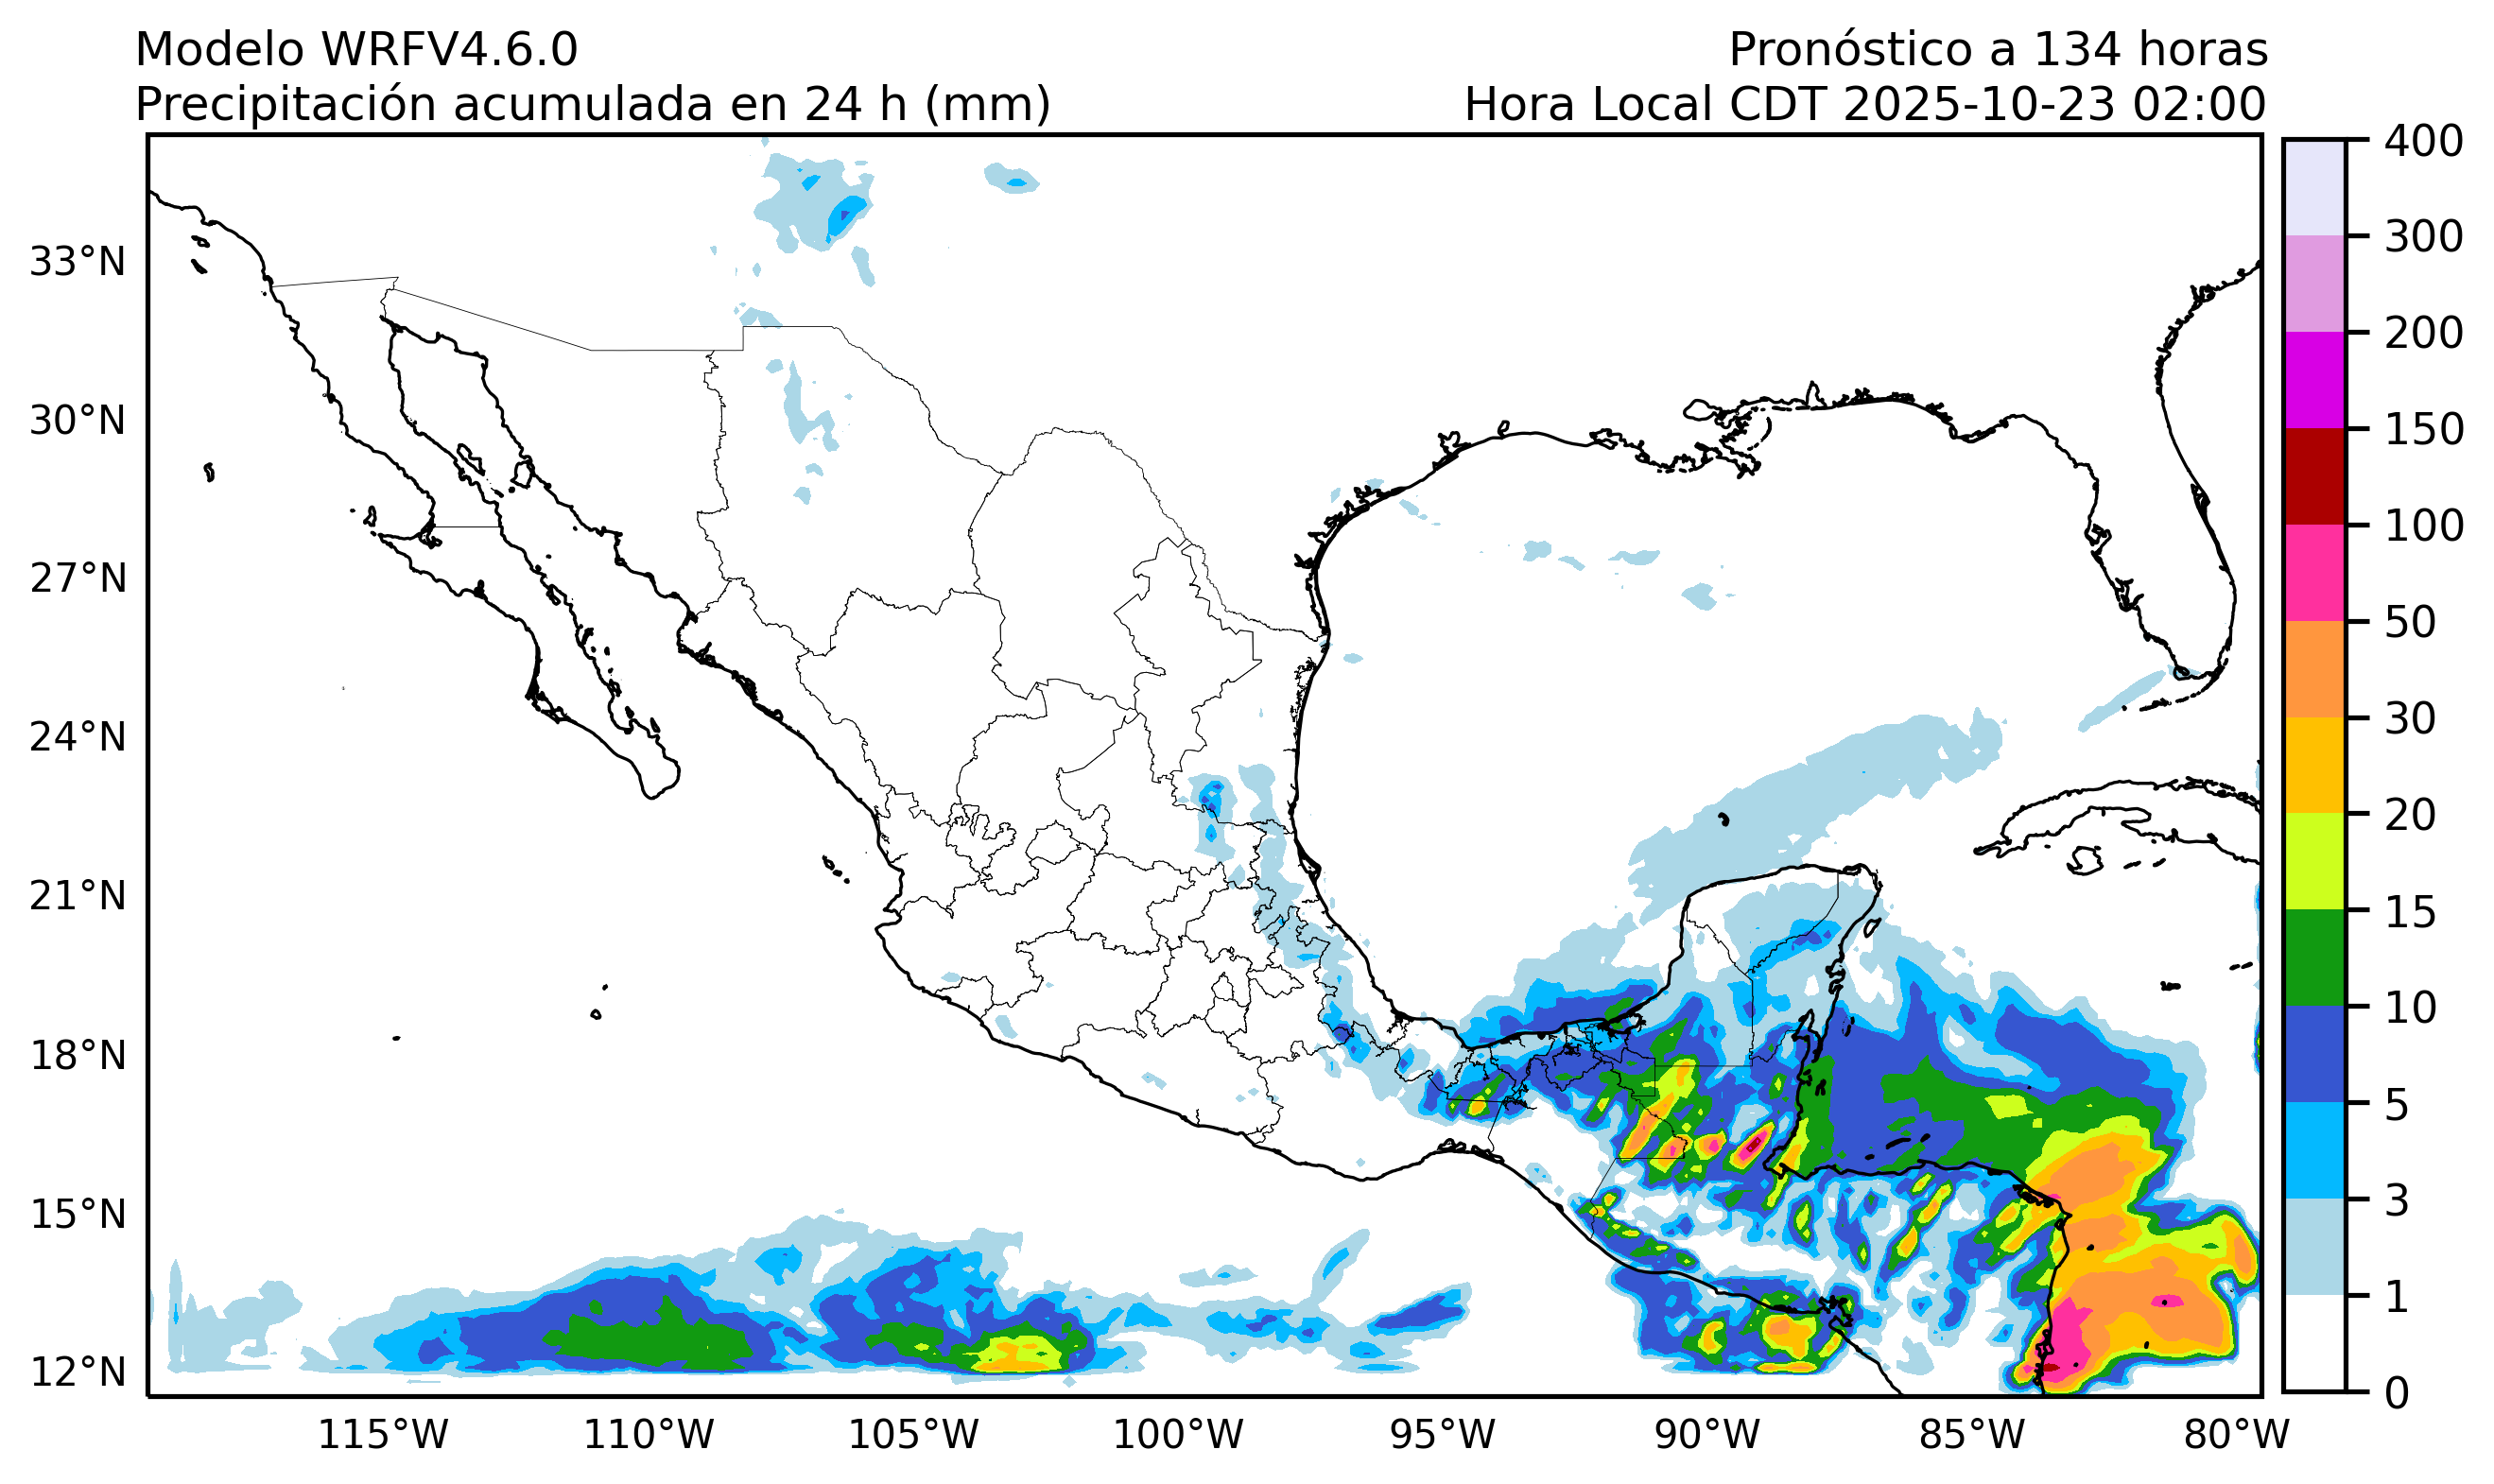 Modelo WRFV4.6.0
Pronóstico a 134 horas
Precipitación acumulada en 24 h (mm)
Hora Local CDT 2025-10-23 02:00
33°N
30°N
27°N
24°N
21°N
18°N
15°N
12°N
115°W
110°W
105°W
100°W
95°W
90°W
85°W
80°W
400
300
200
150
100
50
30
20
15
10
5
3
1
0